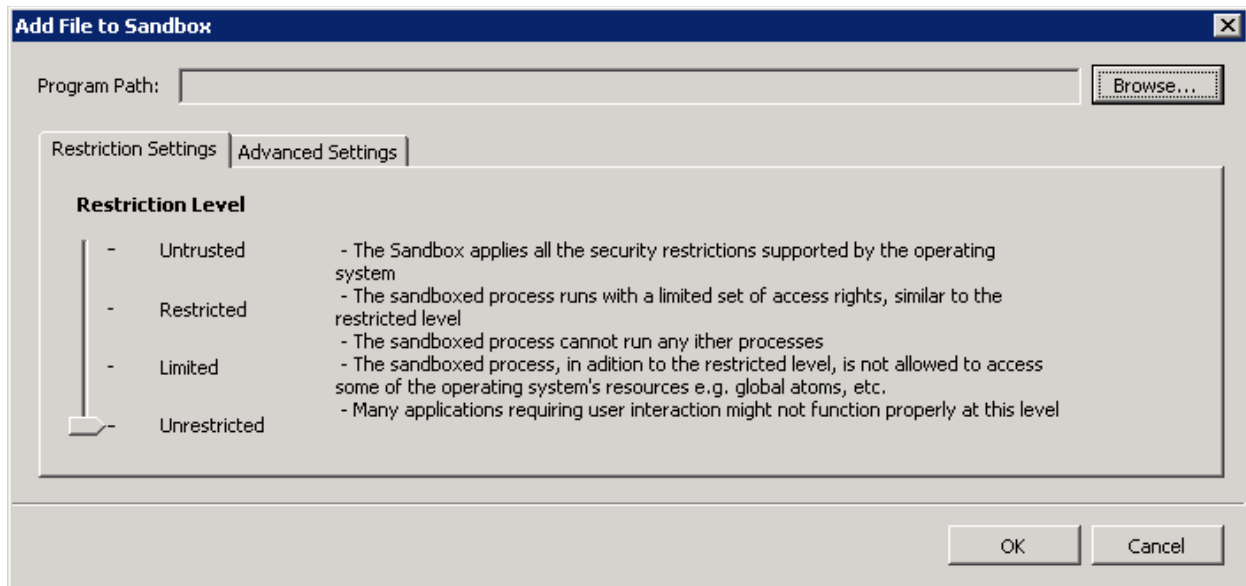 Add File to Sandbox
Program Path:
Browse...
Restriction Settings
Advanced Settings
Restriction Level
- Untrusted
- Restricted
- Limited
- Unrestricted
- The Sandbox applies all the security restrictions supported by the operating
system
- The sandboxed process runs with a limited set of access rights, similar to the
restricted level
- The sandboxed process cannot run any ither processes
- The sandboxed process, in adition to the restricted level, is not allowed to access
some of the operating system's resources e.g. global atoms, etc.
- Many applications requiring user interaction might not function properly at this level
OK
Cancel